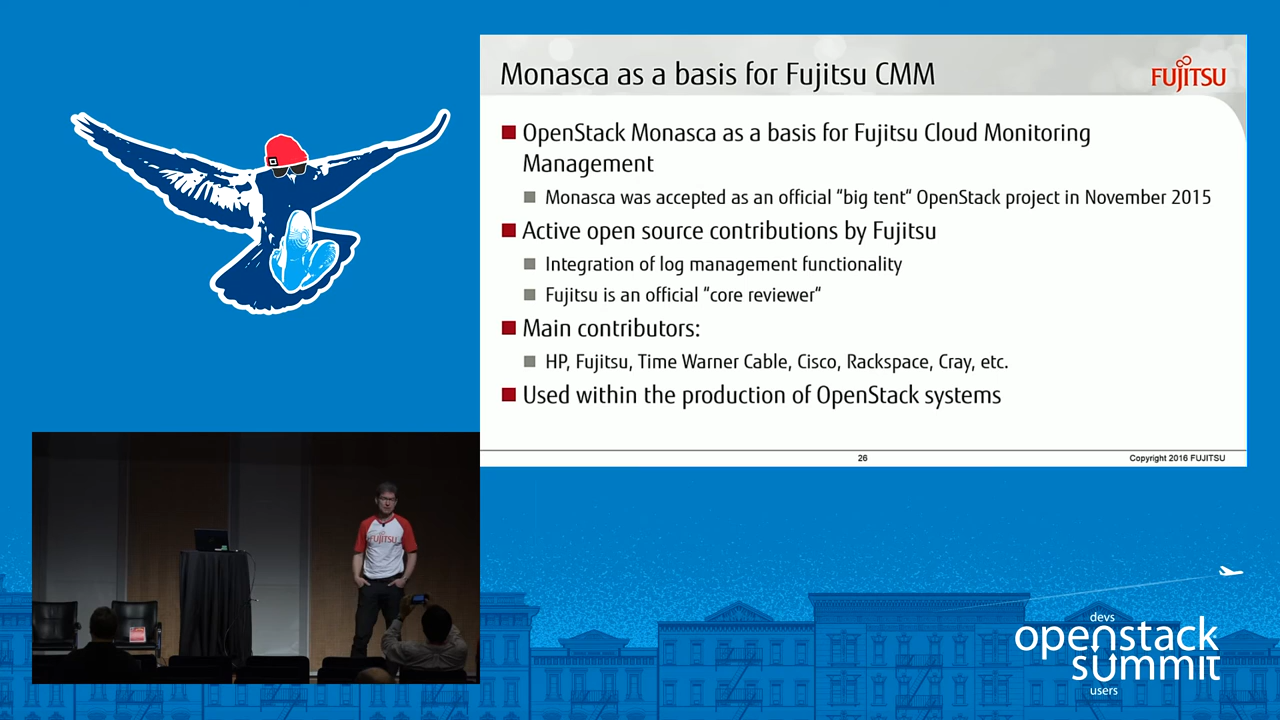 Monasca as a basis for Fujitsu CMM
FUJITSU
OpenStack Monasca as a basis for Fujitsu Cloud Monitoring
Management
Monasca was accepted as an official “big tent“ OpenStack project in November 2015
Active open source contributions by Fujitsu
Integration of log management functionality
Fujitsu is an official “core reviewer“
Main contributors:
HP, Fujitsu, Time Warner Cable, Cisco, Rackspace, Cray, etc.
Used within the production of OpenStack systems
26
Copyright 2016 FUJITSU
FUJITSU
devs
openstack
summit
users